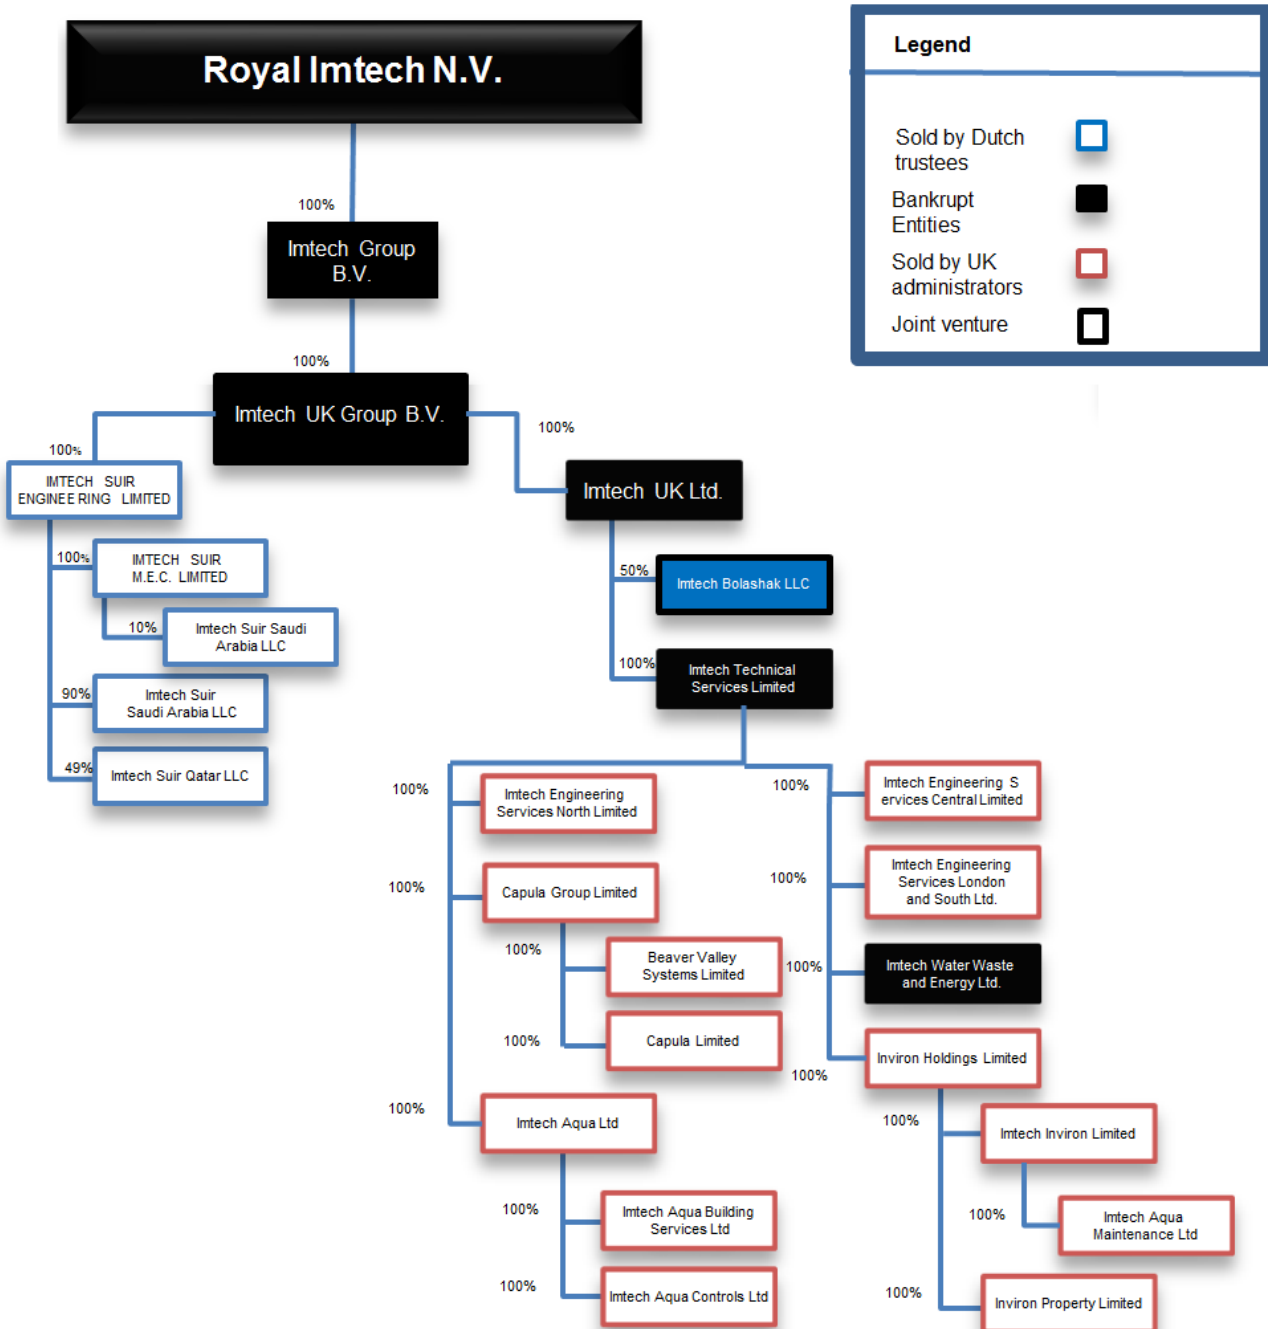 Royal Imtech N.V.
Legend
Sold by Dutch
trustees
Bankrupt
Entities
Sold by UK
administrators
Joint venture
100%
Imtech Group
B.V.
100%
Imtech UK Group B.V.
100%
100%
IMTECH SUIR
ENGINEE RING LIMITED
Imtech UK Ltd.
100%
IMTECH SUIR
M.E.C. LIMITED
10%
Imtech Suir Saudi
Arabia LLC
90%
Imtech Suir
Saudi Arabia LLC
49%
Imtech Suir Qatar LLC
50%
Imtech Bolashak LLC
100%
Imtech Technical
Services Limited
100%
Imtech Engineering
Services North Limited
100%
Capula Group Limited
100%
Beaver Valley
Systems Limited
100%
Capula Limited
100%
Imtech Aqua Ltd
100%
Imtech Aqua Building
Services Ltd
100%
Imtech Aqua Controls Ltd
100%
Imtech Engineering S
ervices Central Limited
100%
Imtech Engineering
Services London
and South Ltd.
100%
Imtech Water Waste
and Energy Ltd.
100%
Inviron Holdings Limited
100%
Imtech Inviron Limited
100%
Imtech Aqua
Maintenance Ltd
100%
Inviron Property Limited